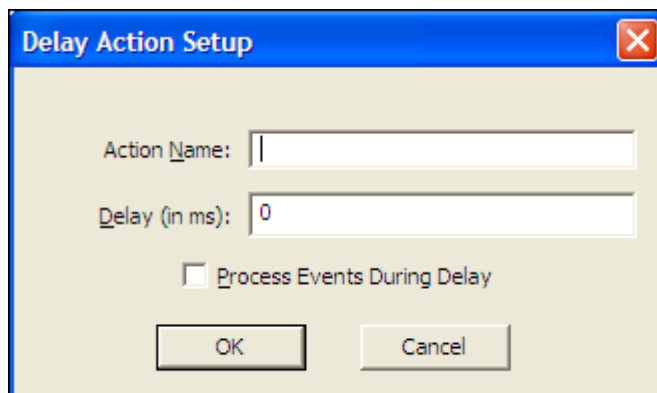 Delay Action Setup
Action Name:
Delay (in ms): 0
Process Events During Delay
OK Cancel